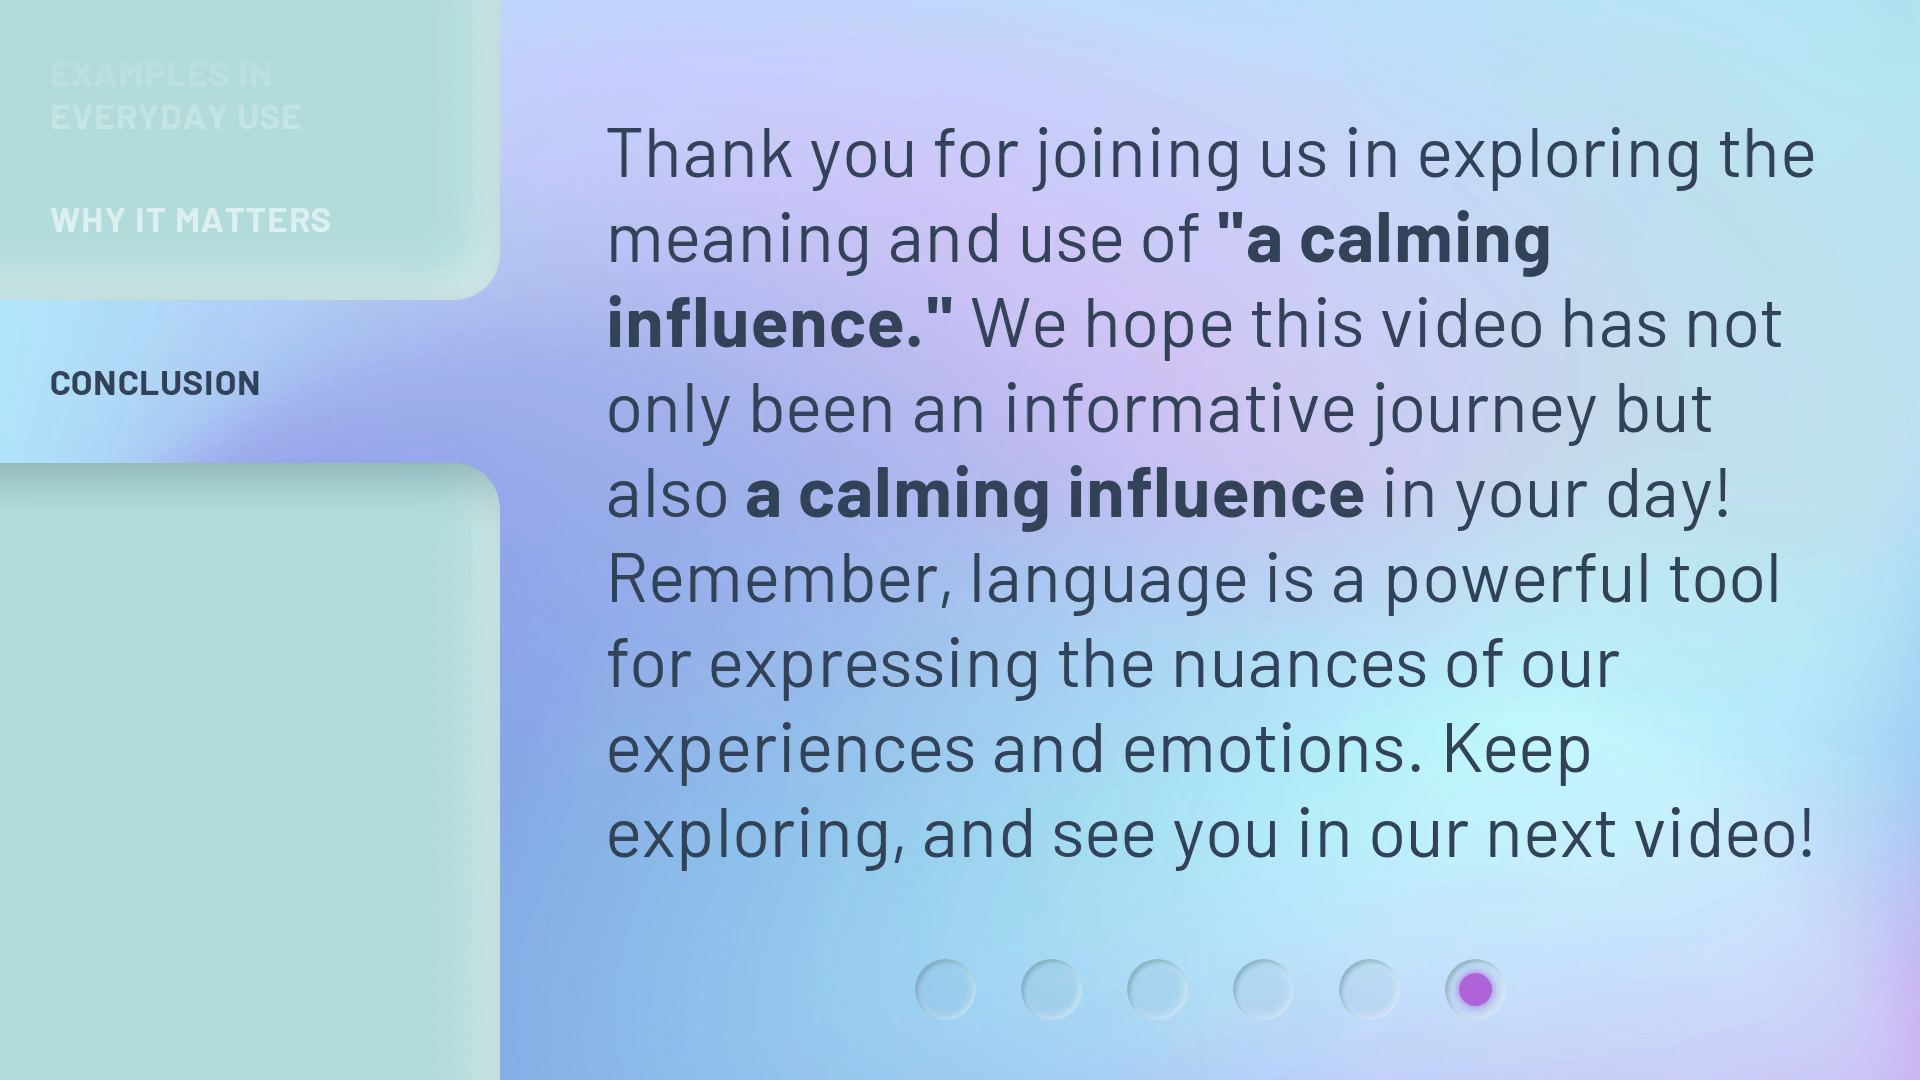 EXAMPLES IN
EVERYDAY USE
WHY IT MATTERS
CONCLUSION
Thank you for joining us in exploring the
meaning and use of "a calming
influence." We hope this video has not
only been an informative journey but
also a calming influence in your day!
Remember, language is a powerful tool
for expressing the nuances of our
experiences and emotions. Keep
exploring, and see you in our next video!